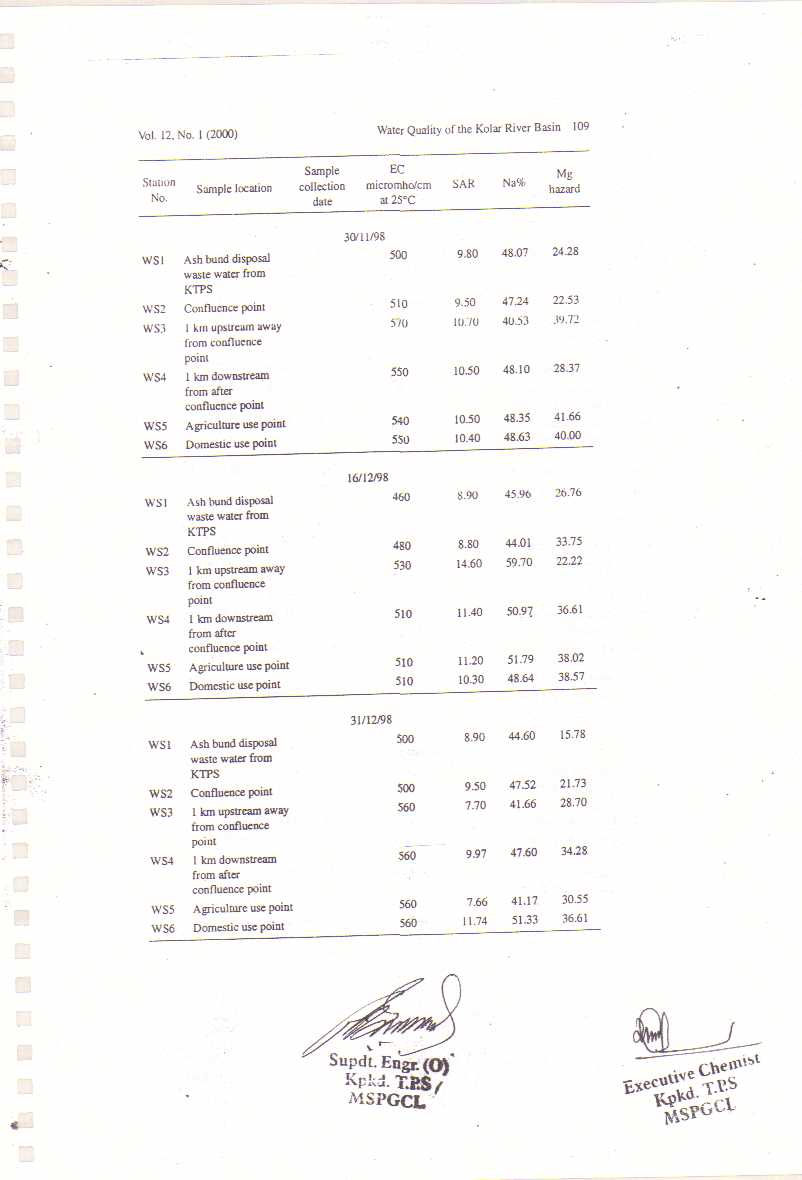 Vol. 12, No. 1 (2000) Water Quality of the Kolar River Basin 109
Station No. Sample location Sample collection date EC micromho/cm at 25°C SAR Na% Mg hazard
30/11/98
WS1 Ash bund disposal 500 9.80 48.07 24.28
waste water from
KTPS
WS2 Confluence point 510 9.50 47.24 22.53
WS3 1 km upstream away 570 10.70 40.53 39.72
from confluence
point
WS4 1 km downstream 550 10.50 48.10 28.37
from after
confluence point
WS5 Agriculture use point 540 10.50 48.35 41.66
WS6 Domestic use point 550 10.40 48.63 40.00
16/12/98
WS1 Ash bund disposal 460 8.90 45.96 26.76
waste water from
KTPS
WS2 Confluence point 480 8.80 44.01 33.75
WS3 1 km upstream away 530 14.60 59.70 22.22
from confluence
point
WS4 1 km downstream 510 11.40 50.97 36.61
from after
confluence point
WS5 Agriculture use point 510 11.20 51.79 38.02
WS6 Domestic use point 510 10.30 48.64 38.57
31/12/98
WS1 Ash bund disposal 500 8.90 44.60 15.78
waste water from
KTPS
WS2 Confluence point 500 9.50 47.52 21.73
WS3 1 km upstream away 560 7.70 41.66 28.70
from confluence
point
WS4 1 km downstream 560 9.97 47.60 34.28
from after
confluence point
WS5 Agriculture use point 560 7.66 41.17 30.55
WS6 Domestic use point 560 11.74 51.33 36.61
Supdt. Engr. (O)
Kpkd. T.P.S /
MSPGCL
Executive Chemist
Kpkd. T.P.S
MSPGCL